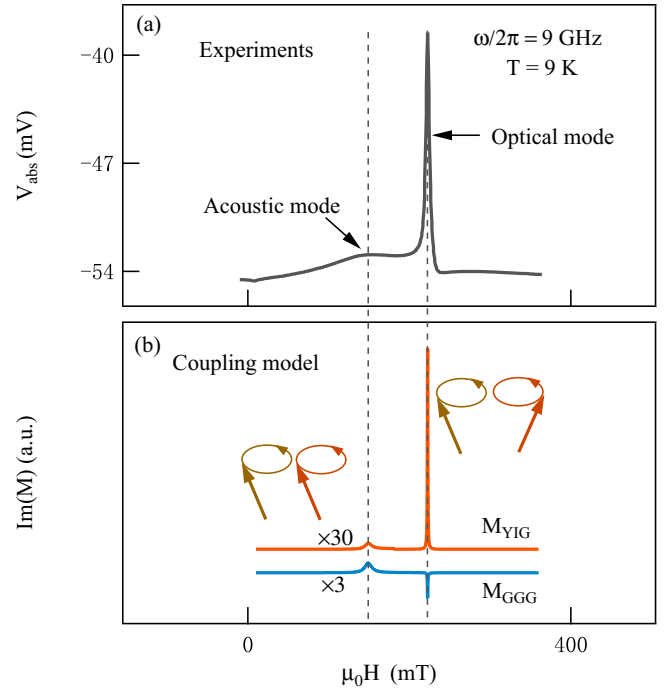 (a)
Experiments
ω/2π = 9 GHz
T = 9 K
−40
−47
−54
V_abs (mV)
Optical mode
Acoustic mode
(b)
Coupling model
Im(M) (a.u.)
×30
M_YIG
×3
M_GGG
0
400
μ₀H (mT)